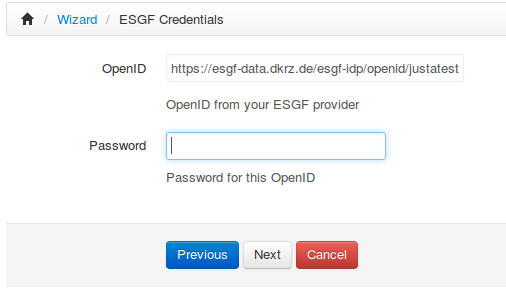 / Wizard / ESGF Credentials
OpenID https://esgf-data.dkrz.de/esgf-idp/openid/justatest
OpenID from your ESGF provider
Password
Password for this OpenID
Previous Next Cancel